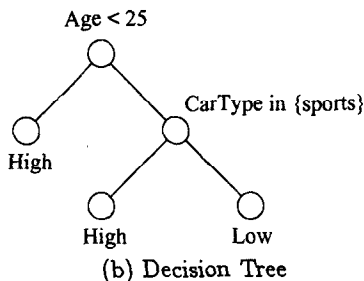 Age < 25
CarType in {sports}
High
High
Low
(b) Decision Tree